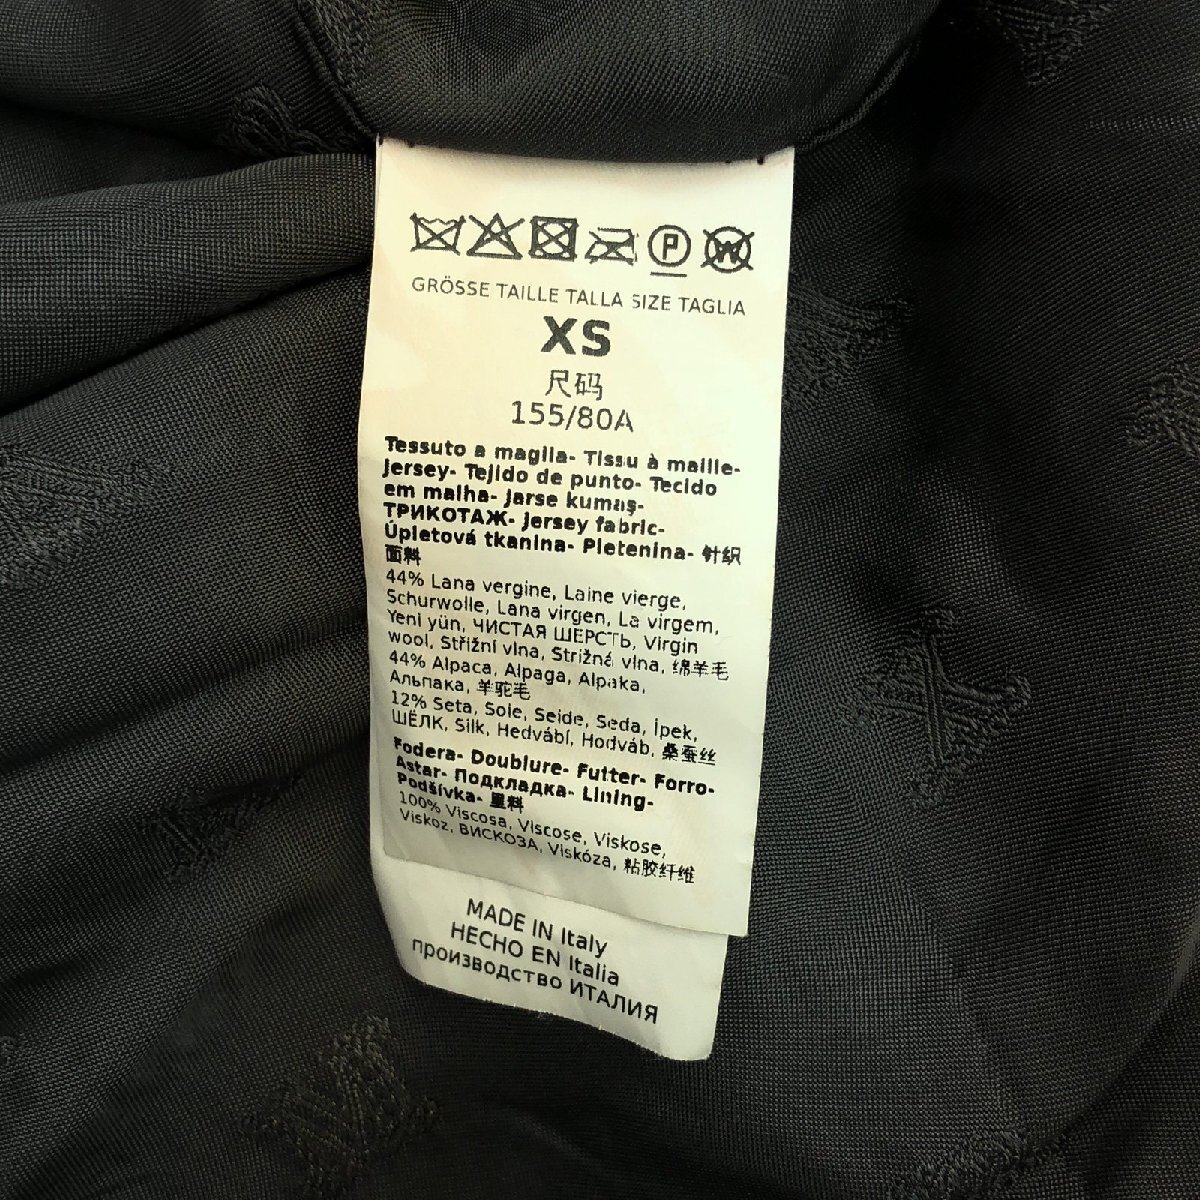 P W
GRÖSSE TAILLE TALLA SIZE TAGLIA
XS
尺码
155/80A
Tessuto a maglia- Tissu à maille-
Jersey- Tejido de punto- Tecido
em malha- Jarse kumaş-
ТРИКОТАЖ- Jersey fabric-
Úpletová tkanina- Pletenina- 针织
面料
44% Lana vergine, Laine vierge,
Schurwolle, Lana virgen, La virgem,
Yeni yün, ЧИСТАЯ ШЕРСТЬ, Virgin
wool, Střižní vlna, Strižná vlna, 绵羊毛
44% Alpaca, Alpaga, Alpaka,
Альпака, 羊驼毛
12% Seta, Soie, Seide, Seda, İpek,
ШЁЛК, Silk, Hedvábí, Hodváb, 桑蚕丝
Fodera- Doublure- Futter- Forro-
Astar- Подкладка- Lining-
Podšívka- 里料
100% Viscosa, Viscose, Viskose,
Viskoz, ВИСКОЗА, Viskóza, 粘胶纤维
MADE IN Italy
HECHO EN Italia
производство ИТАЛИЯ